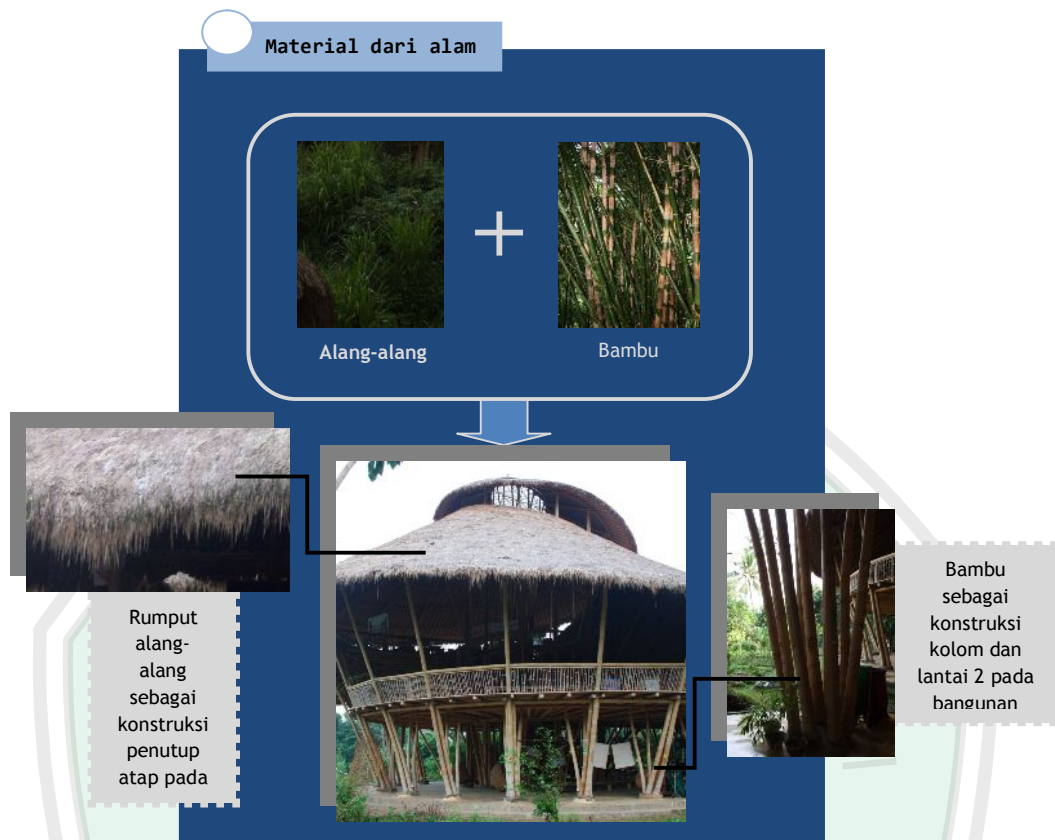 Material dari alam
Alang-alang
Bambu
Rumput
alang-
alang
sebagai
konstruksi
penutup
atap pada
Bambu
sebagai
konstruksi
kolom dan
lantai 2 pada
bangunan